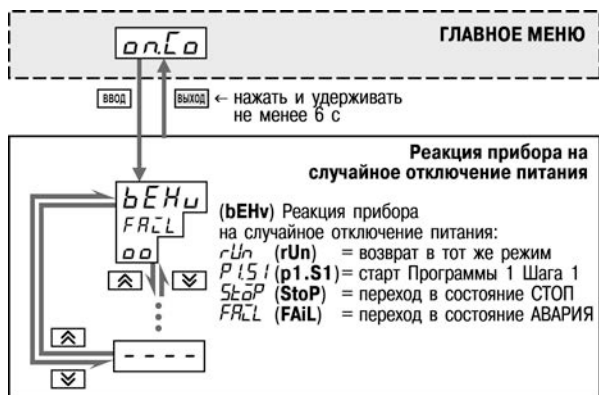 ГЛАВНОЕ МЕНЮ
on.Co
ВВОД
ВЫХОД ← нажать и удерживать
не менее 6 с
Реакция прибора на
случайное отключение питания
bEHv
FAiL
oo
(bEHv) Реакция прибора
на случайное отключение питания:
rUn (rUn) = возврат в тот же режим
P1.S1 (p1.S1) = старт Программы 1 Шага 1
StoP (StoP) = переход в состояние СТОП
FAiL (FAiL) = переход в состояние АВАРИЯ
- - - -